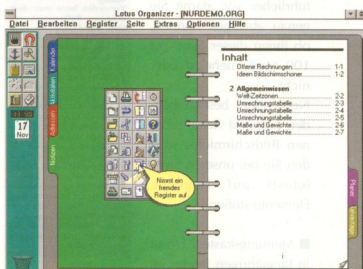 Lotus Organizer - [NURDEMO.ORG]
Datei Bearbeiten Register Seite Extras Optionen Hilfe
Kalender
Aktivitäten
Adressen
Notizen
17
Nov
Nimmt ein
fremdes
Register auf
Inhalt
Offene Rechnungen 1-1
Ideen Bildschirmschoner 1-2
2 Allgemeinwissen
Welt-Zeitzonen 2-2
Umrechnungstabelle 2-3
Umrechnungstabelle 2-4
Umrechnungstabelle 2-5
Maße und Gewichte 2-6
Maße und Gewichte 2-7
Planer
Jahrestage